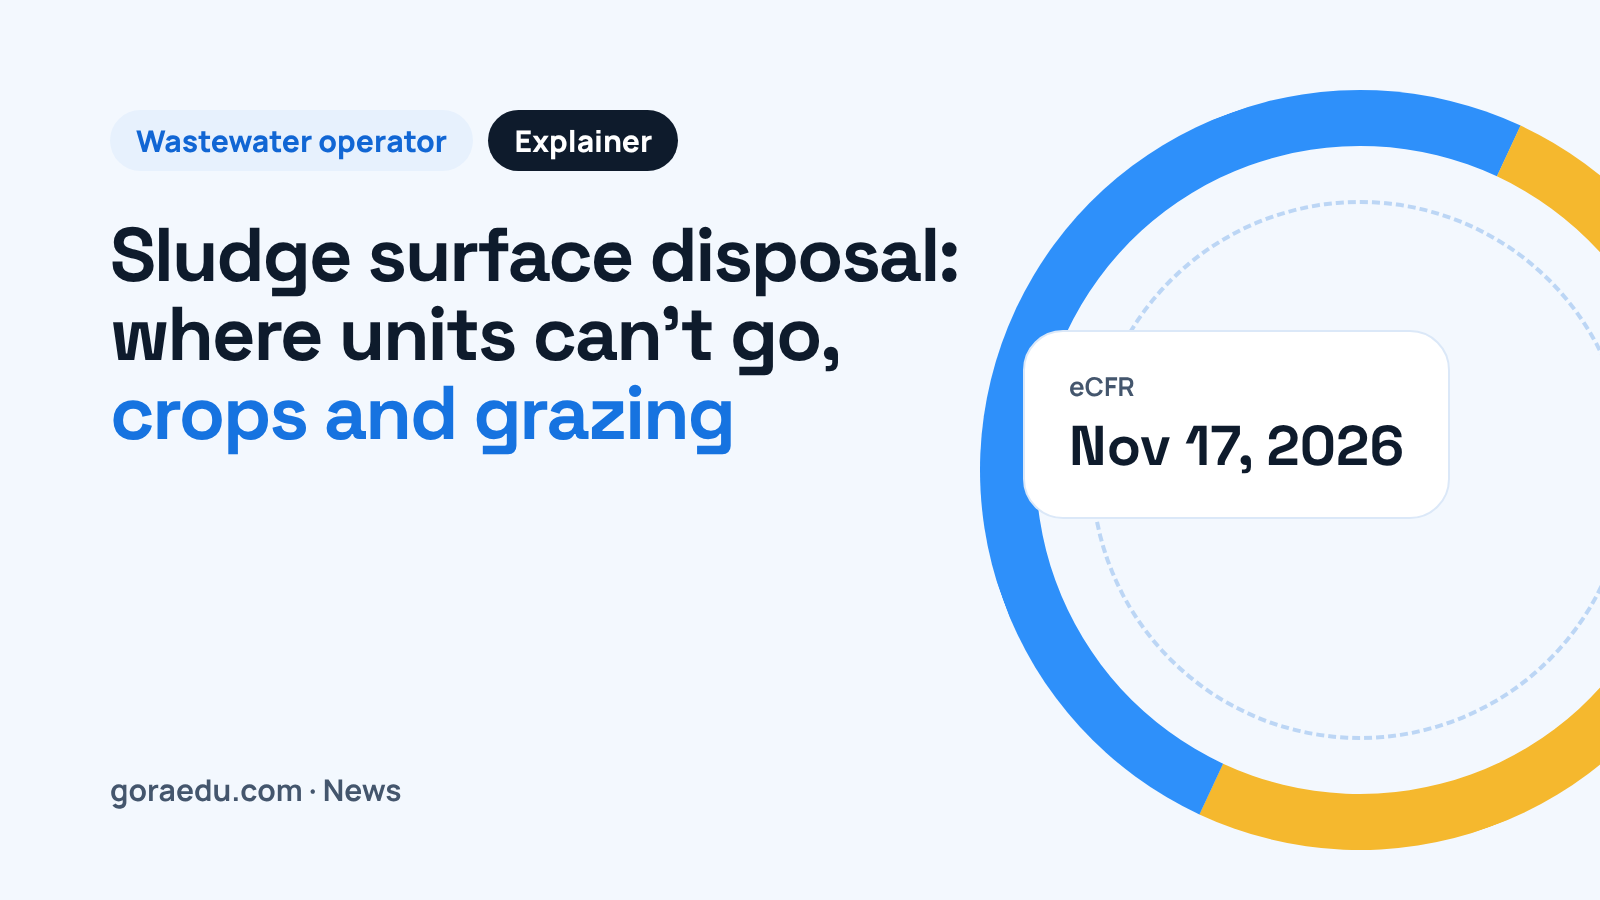 Wastewater operator
Explainer
Sludge surface disposal:
where units can’t go,
crops and grazing
eCFR
Nov 17, 2026
goraedu.com · News